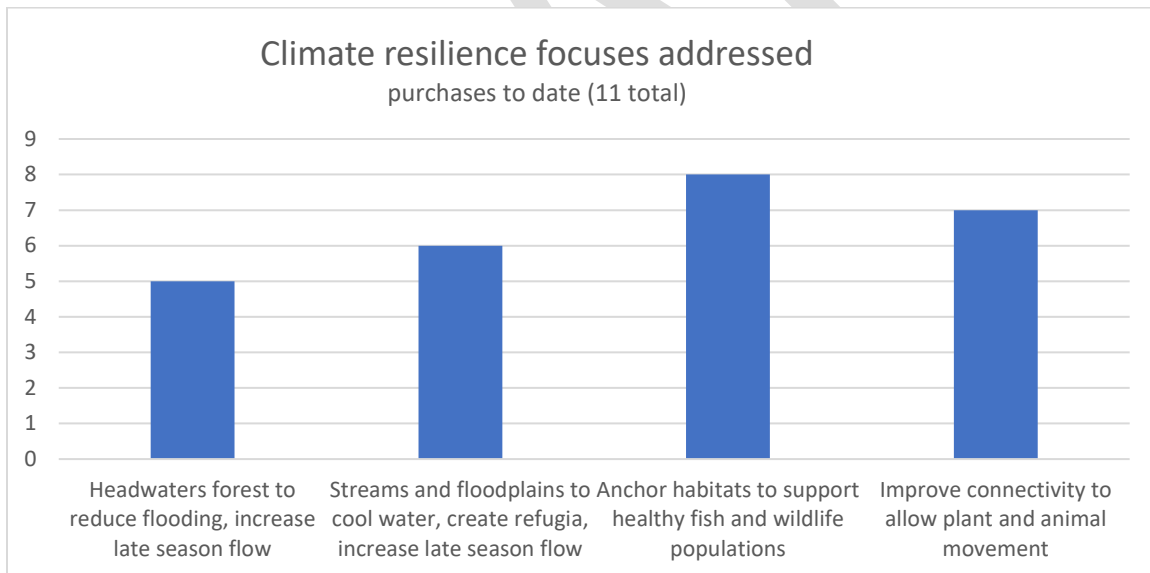 Climate resilience focuses addressed
purchases to date (11 total)
9
8
7
6
5
4
3
2
1
0
Headwaters forest to
reduce flooding, increase
late season flow
Streams and floodplains to
cool water, create refugia,
increase late season flow
Anchor habitats to support
healthy fish and wildlife
populations
Improve connectivity to
allow plant and animal
movement